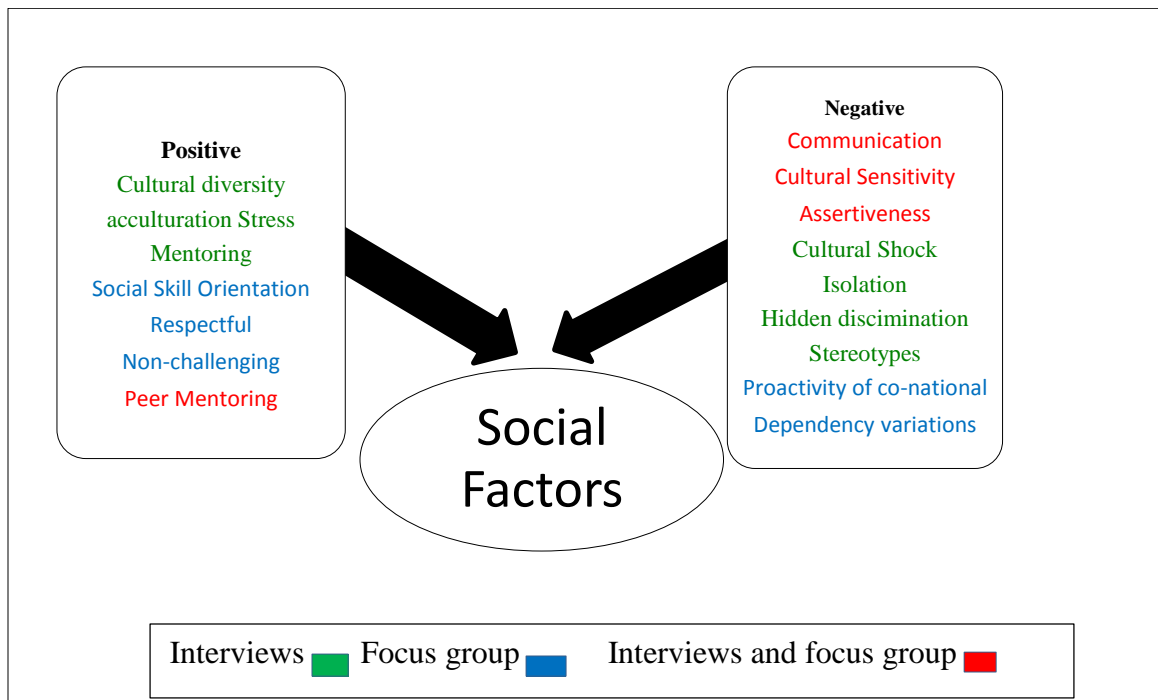 Positive
Cultural diversity
acculturation Stress
Mentoring
Social Skill Orientation
Respectful
Non-challenging
Peer Mentoring
Negative
Communication
Cultural Sensitivity
Assertiveness
Cultural Shock
Isolation
Hidden discimination
Stereotypes
Proactivity of co-national
Dependency variations
Social
Factors
Interviews Focus group Interviews and focus group